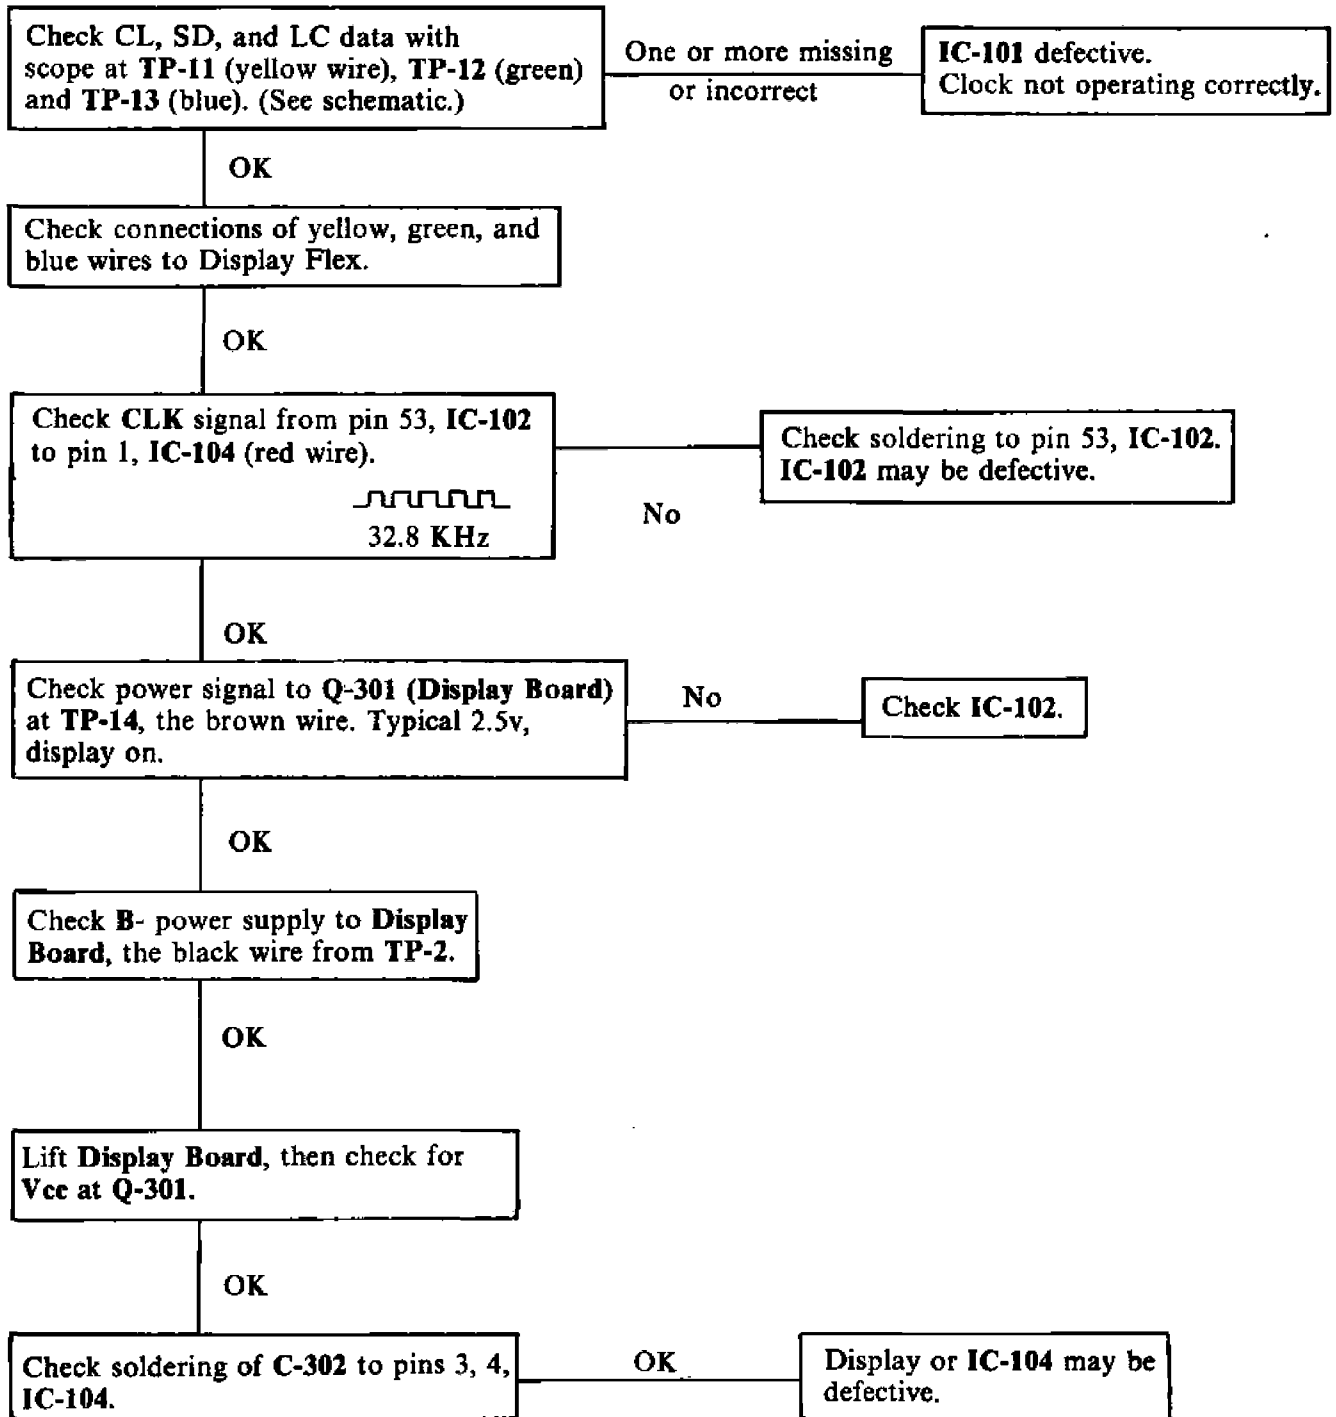 Check CL, SD, and LC data with
scope at TP-11 (yellow wire), TP-12 (green)
and TP-13 (blue). (See schematic.)
One or more missing
or incorrect
IC-101 defective.
Clock not operating correctly.
OK
Check connections of yellow, green, and
blue wires to Display Flex.
OK
Check CLK signal from pin 53, IC-102
to pin 1, IC-104 (red wire).
32.8 KHz
No
Check soldering to pin 53, IC-102.
IC-102 may be defective.
OK
Check power signal to Q-301 (Display Board)
at TP-14, the brown wire. Typical 2.5v,
display on.
No
Check IC-102.
OK
Check B- power supply to Display
Board, the black wire from TP-2.
OK
Lift Display Board, then check for
Vcc at Q-301.
OK
Check soldering of C-302 to pins 3, 4,
IC-104.
OK
Display or IC-104 may be
defective.